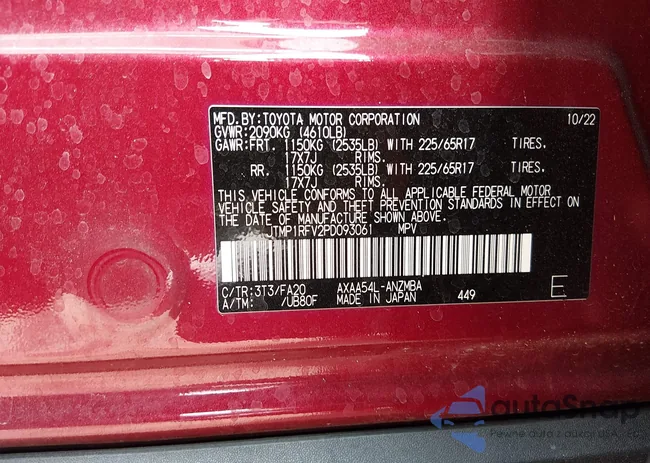 MFD.BY:TOYOTA MOTOR CORPORATION 10/22
GVWR:2090KG (4610LB)
GAWR:FRT. 1150KG (2535LB) WITH 225/65R17 TIRES.
17X7J RIMS.
RR. 1150KG (2535LB) WITH 225/65R17 TIRES.
17X7J RIMS.
THIS VEHICLE CONFORMS TO ALL APPLICABLE FEDERAL MOTOR
VEHICLE SAFETY AND THEFT PREVENTION STANDARDS IN EFFECT ON
THE DATE OF MANUFACTURE SHOWN ABOVE.
JTMP1RFV2PD093061 MPV
C/TR:3T3/FA20 AXAA54L-ANZMBA
A/TM: /UB80F MADE IN JAPAN 449 E
autoSnap
Pewne auta z aukcji